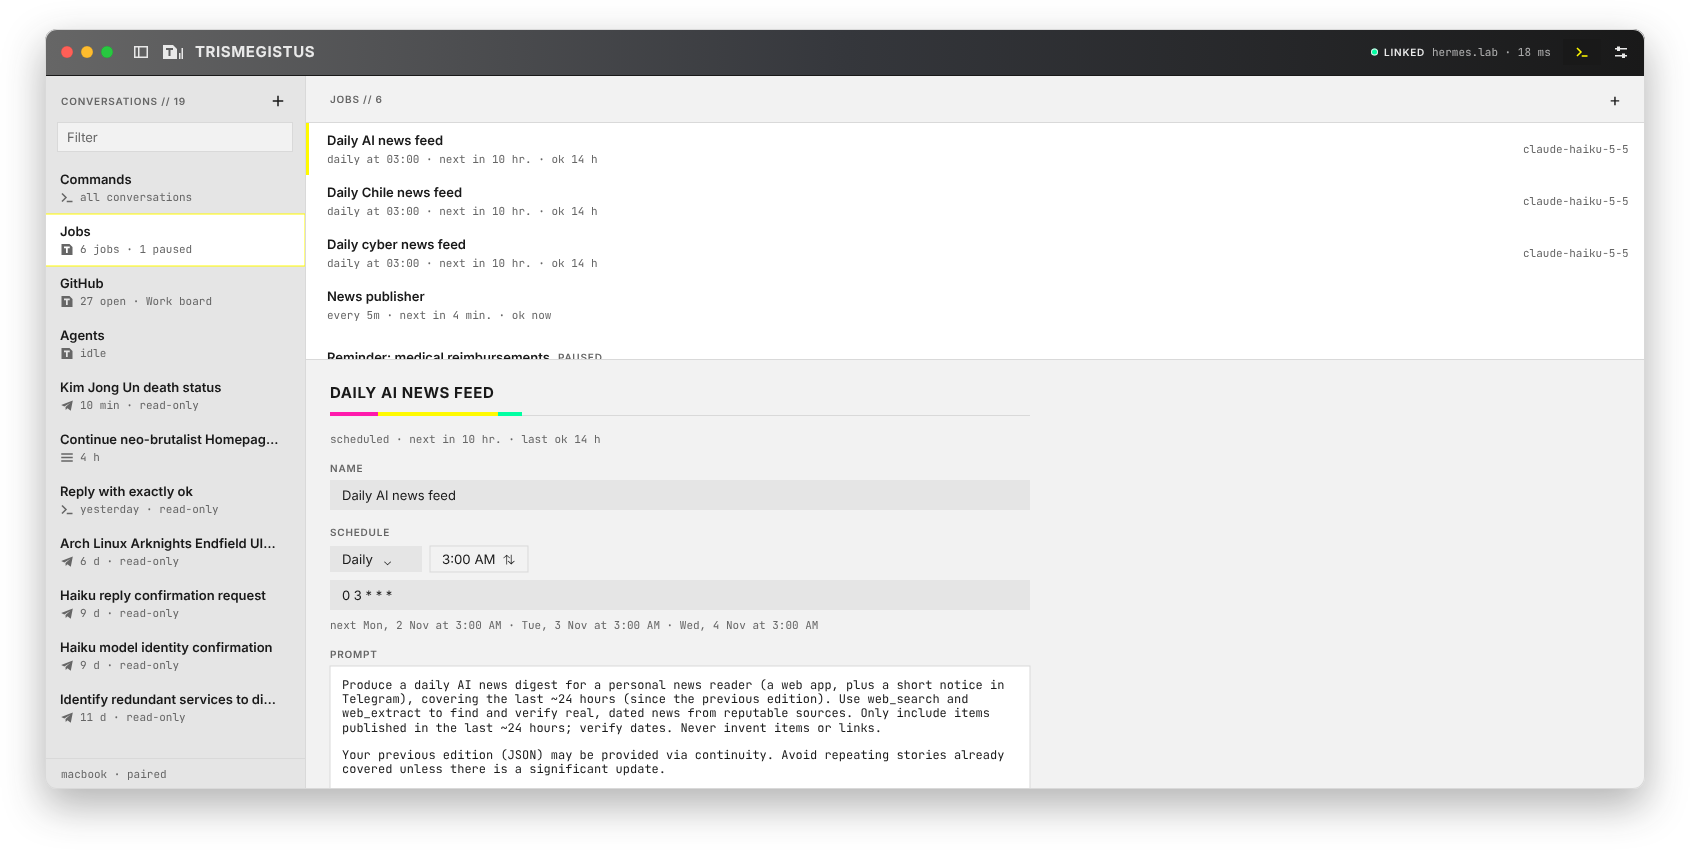 TRISMEGISTUS
LINKED hermes.lab · 18 ms
CONVERSATIONS // 19
Filter
Commands
all conversations
Jobs
6 jobs · 1 paused
GitHub
27 open · Work board
Agents
idle
Kim Jong Un death status
10 min · read-only
Continue neo-brutalist Homepag...
4 h
Reply with exactly ok
yesterday · read-only
Arch Linux Arknights Endfield UI...
6 d · read-only
Haiku reply confirmation request
9 d · read-only
Haiku model identity confirmation
9 d · read-only
Identify redundant services to di...
11 d · read-only
macbook · paired
JOBS // 6
Daily AI news feed
daily at 03:00 · next in 10 hr. · ok 14 h
claude-haiku-5-5
Daily Chile news feed
daily at 03:00 · next in 10 hr. · ok 14 h
claude-haiku-5-5
Daily cyber news feed
daily at 03:00 · next in 10 hr. · ok 14 h
claude-haiku-5-5
News publisher
every 5m · next in 4 min. · ok now
Reminder: medical reimbursements PAUSED
DAILY AI NEWS FEED
scheduled · next in 10 hr. · last ok 14 h
NAME
Daily AI news feed
SCHEDULE
Daily
3:00 AM
0 3 * * *
next Mon, 2 Nov at 3:00 AM · Tue, 3 Nov at 3:00 AM · Wed, 4 Nov at 3:00 AM
PROMPT
Produce a daily AI news digest for a personal news reader (a web app, plus a short notice in
Telegram), covering the last ~24 hours (since the previous edition). Use web_search and
web_extract to find and verify real, dated news from reputable sources. Only include items
published in the last ~24 hours; verify dates. Never invent items or links.
Your previous edition (JSON) may be provided via continuity. Avoid repeating stories already
covered unless there is a significant update.